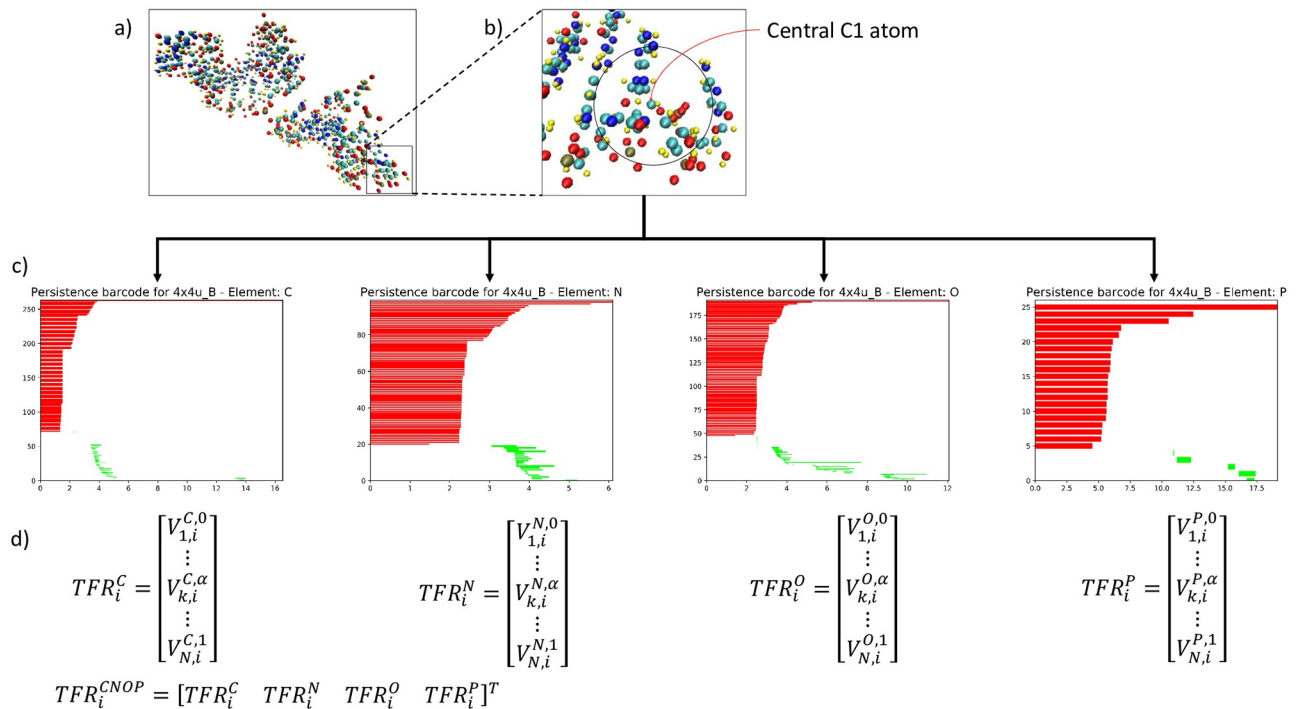 a)
b)
Central C1 atom
c)
Persistence barcode for 4x4u_B - Element: C
250
200
150
100
50
0
0 2 4 6 8 10 12 14 16
Persistence barcode for 4x4u_B - Element: N
80
60
40
20
0
0 1 2 3 4 5 6
Persistence barcode for 4x4u_B - Element: O
175
150
125
100
75
50
25
0
0 2 4 6 8 10 12
Persistence barcode for 4x4u_B - Element: P
25
20
15
10
5
0
0.0 2.5 5.0 7.5 10.0 12.5 15.0 17.5
d)
TFR_i^C = [V_{1,i}^{C,0} ⋮ V_{k,i}^{C,α} ⋮ V_{N,i}^{C,1}]
TFR_i^N = [V_{1,i}^{N,0} ⋮ V_{k,i}^{N,α} ⋮ V_{N,i}^{N,1}]
TFR_i^O = [V_{1,i}^{O,0} ⋮ V_{k,i}^{O,α} ⋮ V_{N,i}^{O,1}]
TFR_i^P = [V_{1,i}^{P,0} ⋮ V_{k,i}^{P,α} ⋮ V_{N,i}^{P,1}]
TFR_i^{CNOP} = [TFR_i^C TFR_i^N TFR_i^O TFR_i^P]^T